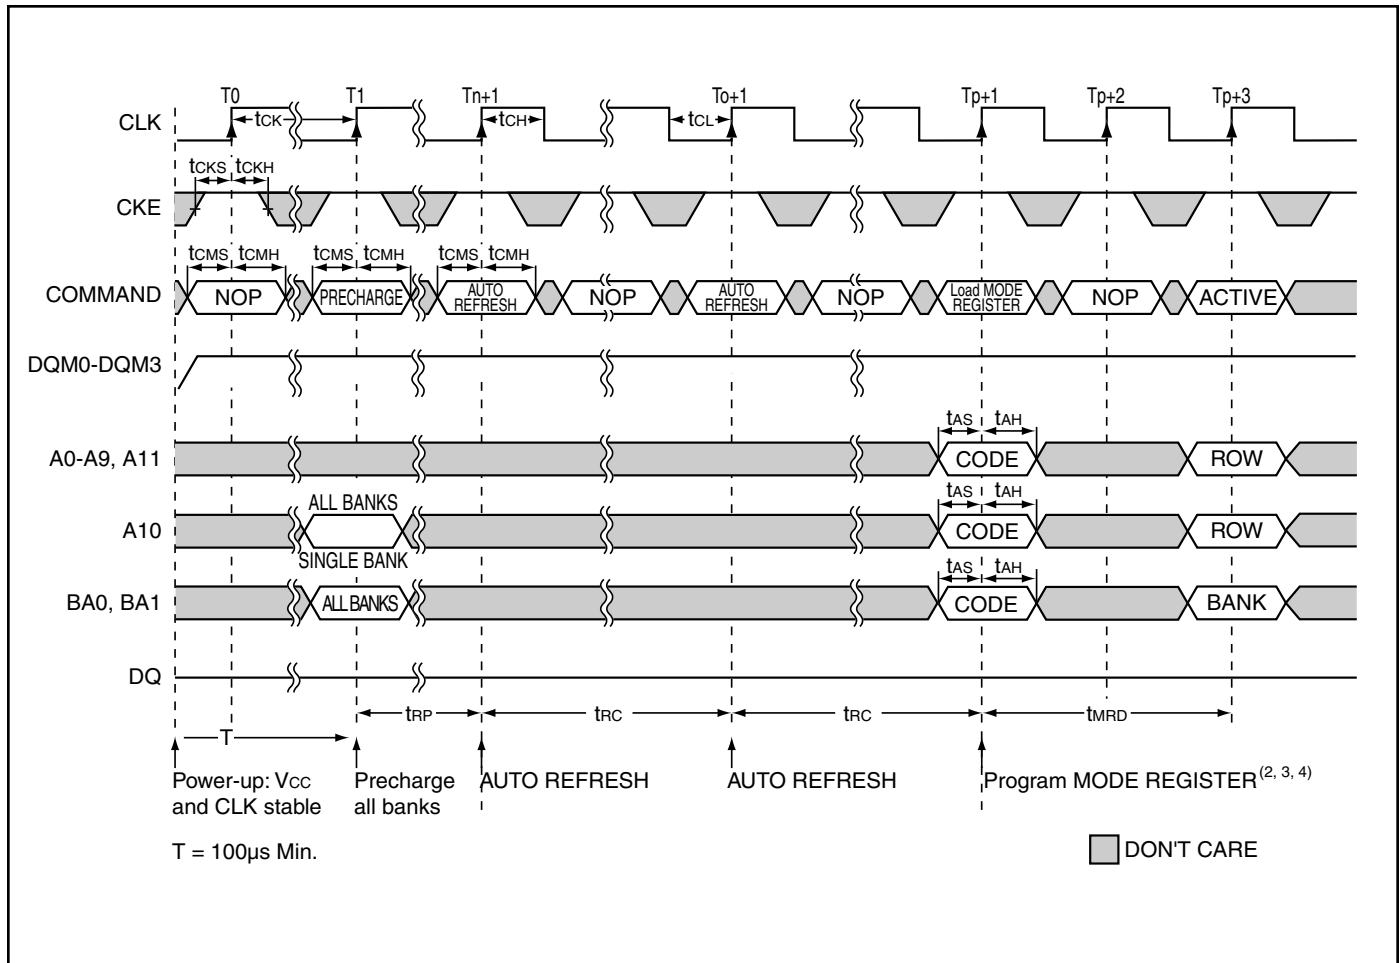 T0 T1 Tn+1 To+1 Tp+1 Tp+2 Tp+3
CLK tCK tCH tCL
tCKS tCKH
CKE
tCMS tCMH tCMS tCMH tCMS tCMH
COMMAND NOP PRECHARGE AUTO REFRESH NOP AUTO REFRESH NOP Load MODE REGISTER NOP ACTIVE
DQM0-DQM3
tAS tAH
A0-A9, A11 CODE ROW
ALL BANKS tAS tAH
A10 CODE ROW
SINGLE BANK tAS tAH
BA0, BA1 ALL BANKS CODE BANK
DQ
tRP tRC tRC tMRD
T
Power-up: VCC and CLK stable
Precharge all banks
AUTO REFRESH
AUTO REFRESH
Program MODE REGISTER(2, 3, 4)
T = 100µs Min.
DON'T CARE